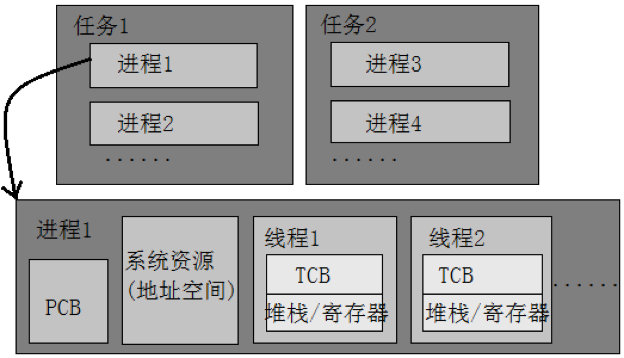 任务1
进程1
进程2
······
任务2
进程3
进程4
······
进程1
PCB
系统资源
(地址空间)
线程1
TCB
堆栈/寄存器
线程2
TCB
堆栈/寄存器
······